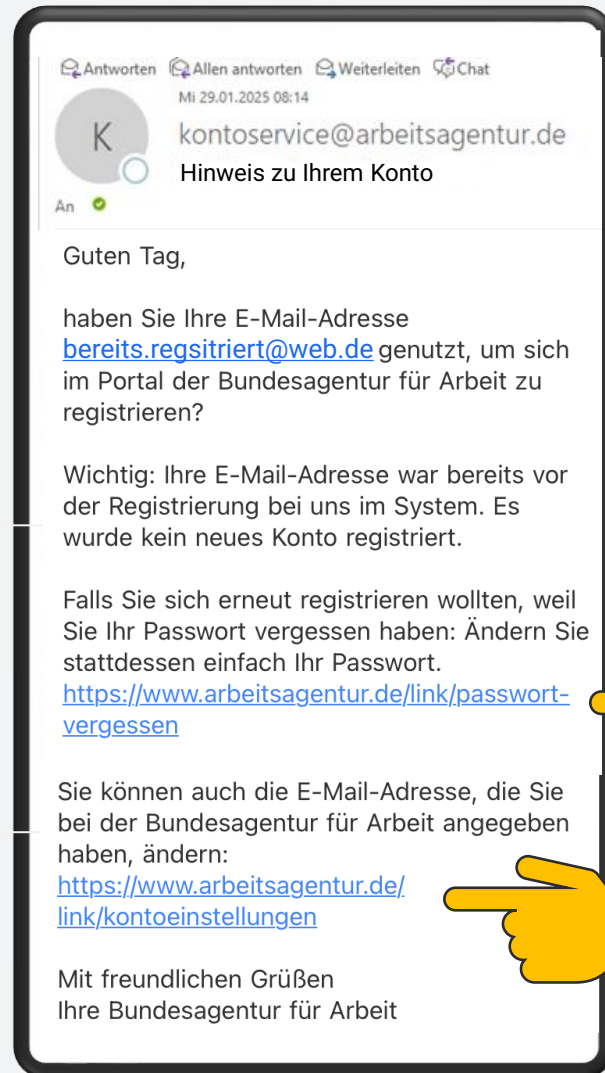 Antworten Allen antworten Weiterleiten Chat
Mi 29.01.2025 08:14
K
kontoservice@arbeitsagentur.de
Hinweis zu Ihrem Konto
An
Guten Tag,
haben Sie Ihre E-Mail-Adresse
bereits.regsitriert@web.de genutzt, um sich
im Portal der Bundesagentur für Arbeit zu
registrieren?
Wichtig: Ihre E-Mail-Adresse war bereits vor
der Registrierung bei uns im System. Es
wurde kein neues Konto registriert.
Falls Sie sich erneut registrieren wollten, weil
Sie Ihr Passwort vergessen haben: Ändern Sie
stattdessen einfach Ihr Passwort.
https://www.arbeitsagentur.de/link/passwort-
vergessen
Sie können auch die E-Mail-Adresse, die Sie
bei der Bundesagentur für Arbeit angegeben
haben, ändern:
https://www.arbeitsagentur.de/
link/kontoeinstellungen
Mit freundlichen Grüßen
Ihre Bundesagentur für Arbeit